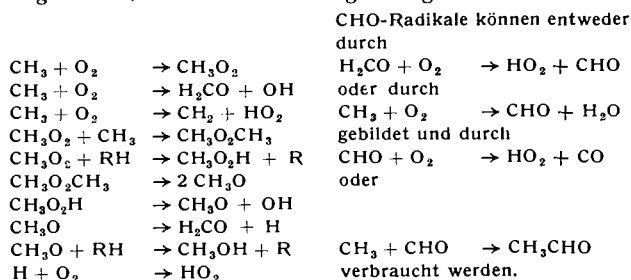 CHO-Radikale können entweder
durch
CH₃ + O₂ → CH₃O₂
CH₃ + O₂ → H₂CO + OH
CH₃ + O₂ → CH₂ + HO₂
CH₃O₂ + CH₃ → CH₃O₂CH₃
CH₃O₂ + RH → CH₃O₂H + R
CH₃O₂CH₃ → 2 CH₃O
CH₃O₂H → CH₃O + OH
CH₃O → H₂CO + H
CH₃O + RH → CH₃OH + R
H + O₂ → HO₂
H₂CO + O₂ → HO₂ + CHO
oder durch
CH₃ + O₂ → CHO + H₂O
gebildet und durch
CHO + O₂ → HO₂ + CO
oder
CH₃ + CHO → CH₃CHO
verbraucht werden.